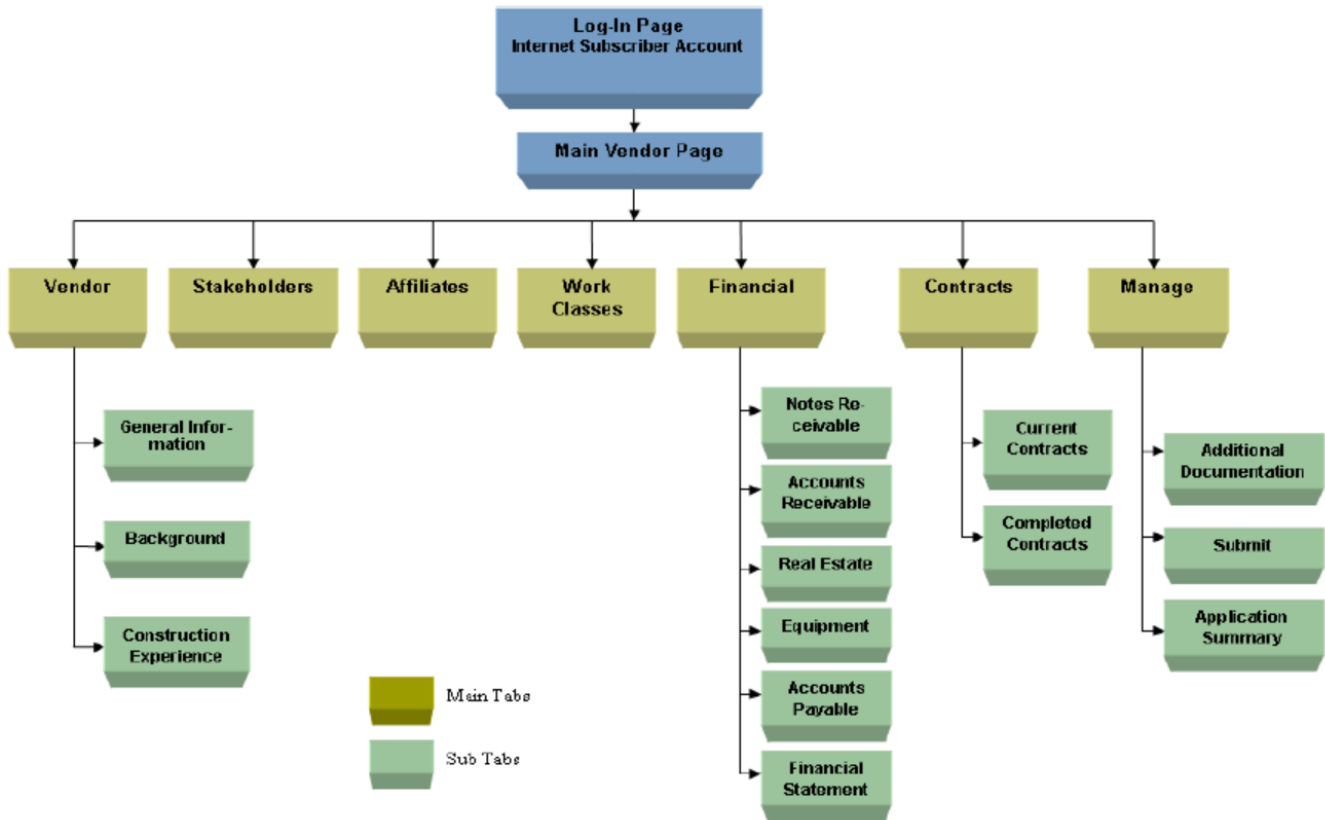 Log-In Page
Internet Subscriber Account
Main Vendor Page
Vendor
Stakeholders
Affiliates
Work
Classes
Financial
Contracts
Manage
General Infor-
mation
Background
Construction
Experience
Notes Re-
ceivable
Accounts
Receivable
Real Estate
Equipment
Accounts
Payable
Financial
Statement
Current
Contracts
Completed
Contracts
Additional
Documentation
Submit
Application
Summary
Main Tabs
Sub Tabs